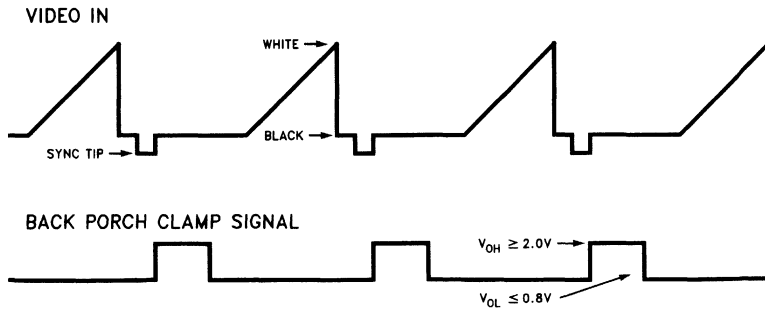 VIDEO IN
WHITE
BLACK
SYNC TIP
BACK PORCH CLAMP SIGNAL
VOH ≥ 2.0V
VOL ≤ 0.8V